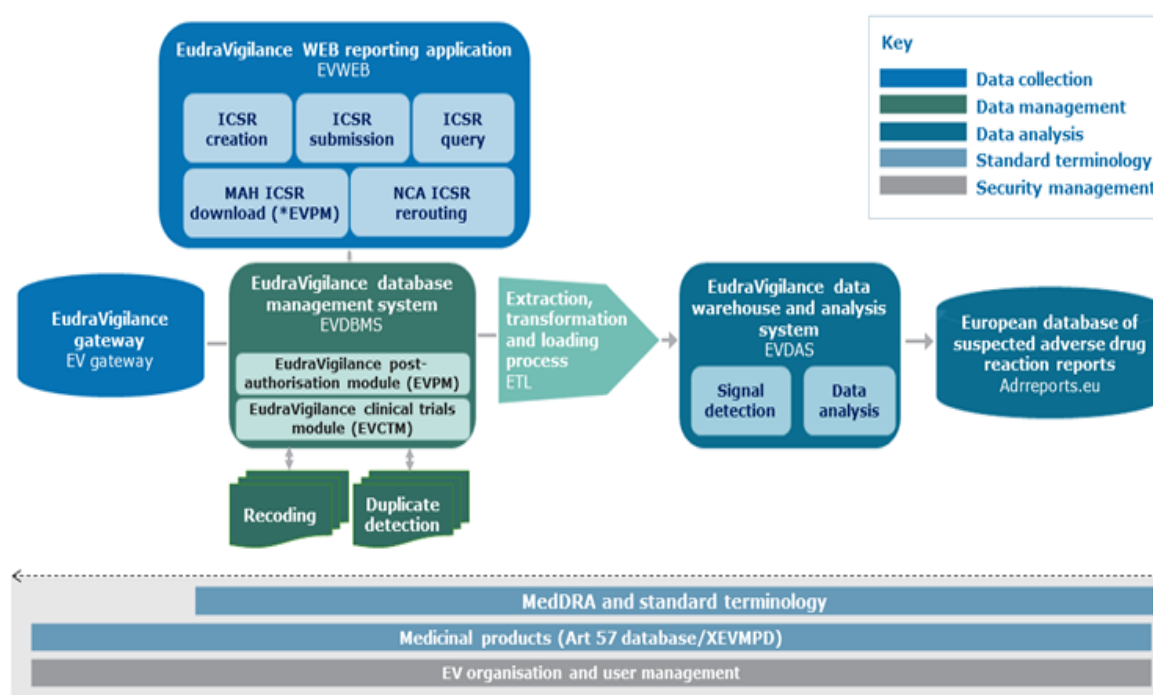 EudraVigilance WEB reporting application
EVWEB
ICSR
creation
ICSR
submission
ICSR
query
MAH ICSR
download (*EVPM)
NCA ICSR
rerouting
Key
Data collection
Data management
Data analysis
Standard terminology
Security management
EudraVigilance
gateway
EV gateway
EudraVigilance database
management system
EVDBMS
EudraVigilance post-
authorisation module (EVPM)
EudraVigilance clinical trials
module (EVCTM)
Extraction,
transformation
and loading
process
ETL
EudraVigilance data
warehouse and analysis
system
EVDAS
Signal
detection
Data
analysis
European database of
suspected adverse drug
reaction reports
Adrreports.eu
Recoding
Duplicate
detection
MedDRA and standard terminology
Medicinal products (Art 57 database/XEVMPD)
EV organisation and user management